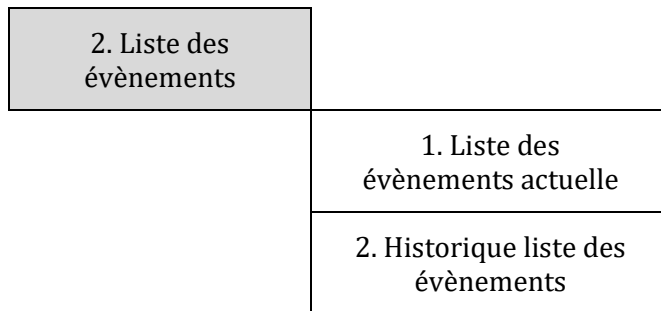 2. Liste des
évènements
1. Liste des
évènements actuelle
2. Historique liste des
évènements